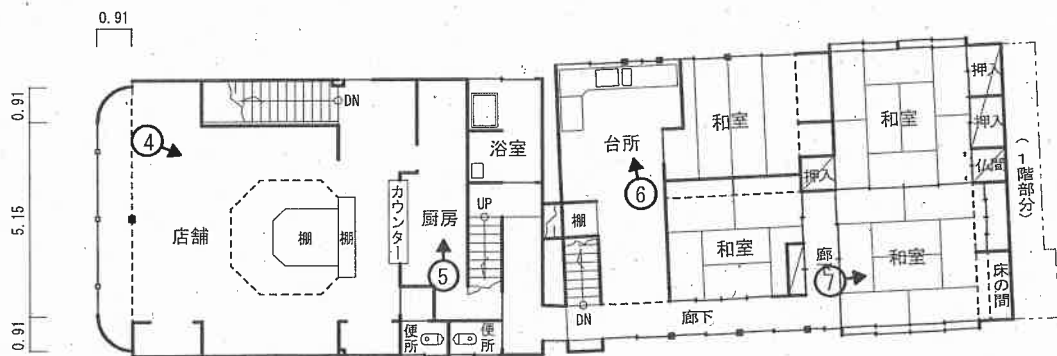 0.91
0.91
5.15
0.91
④
DN
店舗
棚
棚
カウンター
厨房
⑤
浴室
UP
便所
便所
台所
⑥
棚
DN
和室
押入
和室
廊下
廊
⑦
和室
押入
押入
仏間
和室
床の間
(1階部分)